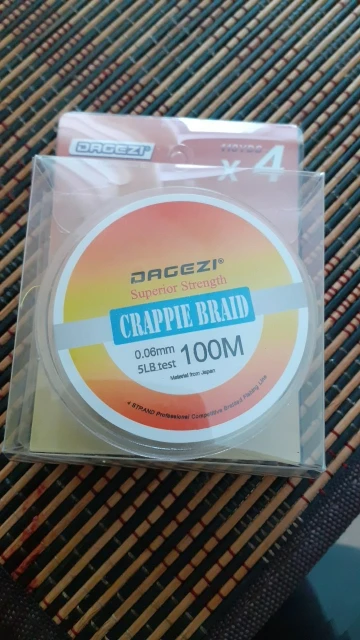 DAGEZI
x 4
DAGEZI®
Superior Strength
CRAPPIE BRAID
0.06mm
5LB.test
100M
Material from Japan
4 STRAND Professional Competitive Braided Fishing Line